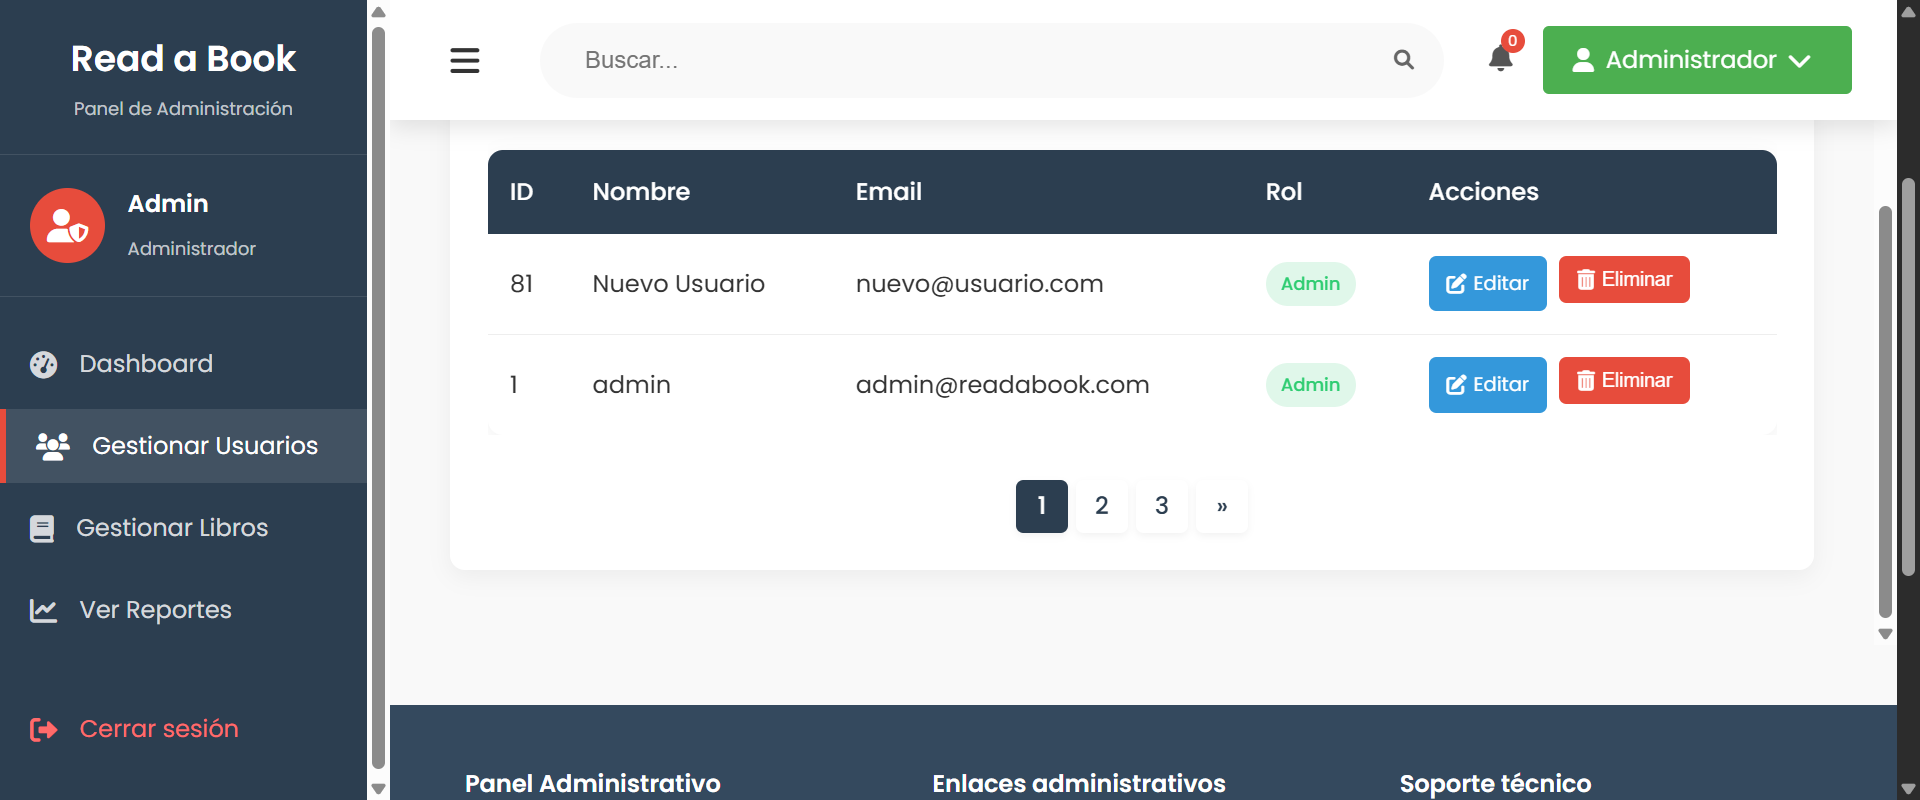 Read a Book
Panel de Administración
Admin
Administrador
Dashboard
Gestionar Usuarios
Gestionar Libros
Ver Reportes
Cerrar sesión
Buscar...
0
Administrador
ID Nombre Email Rol Acciones
81 Nuevo Usuario nuevo@usuario.com Admin Editar Eliminar
1 admin admin@readabook.com Admin Editar Eliminar
1 2 3 »
Panel Administrativo Enlaces administrativos Soporte técnico